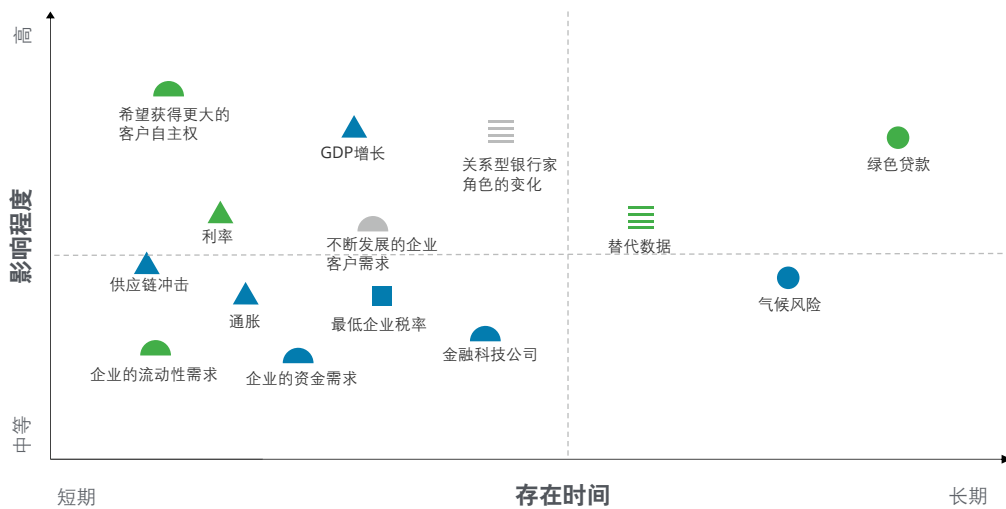 高
希望获得更大的
客户自主权
GDP增长
关系型银行家
角色的变化
绿色贷款
影响程度
利率
不断发展的企业
客户需求
替代数据
供应链冲击
通胀
最低企业税率
气候风险
金融科技公司
企业的流动性需求
企业的资金需求
中等
短期
存在时间
长期